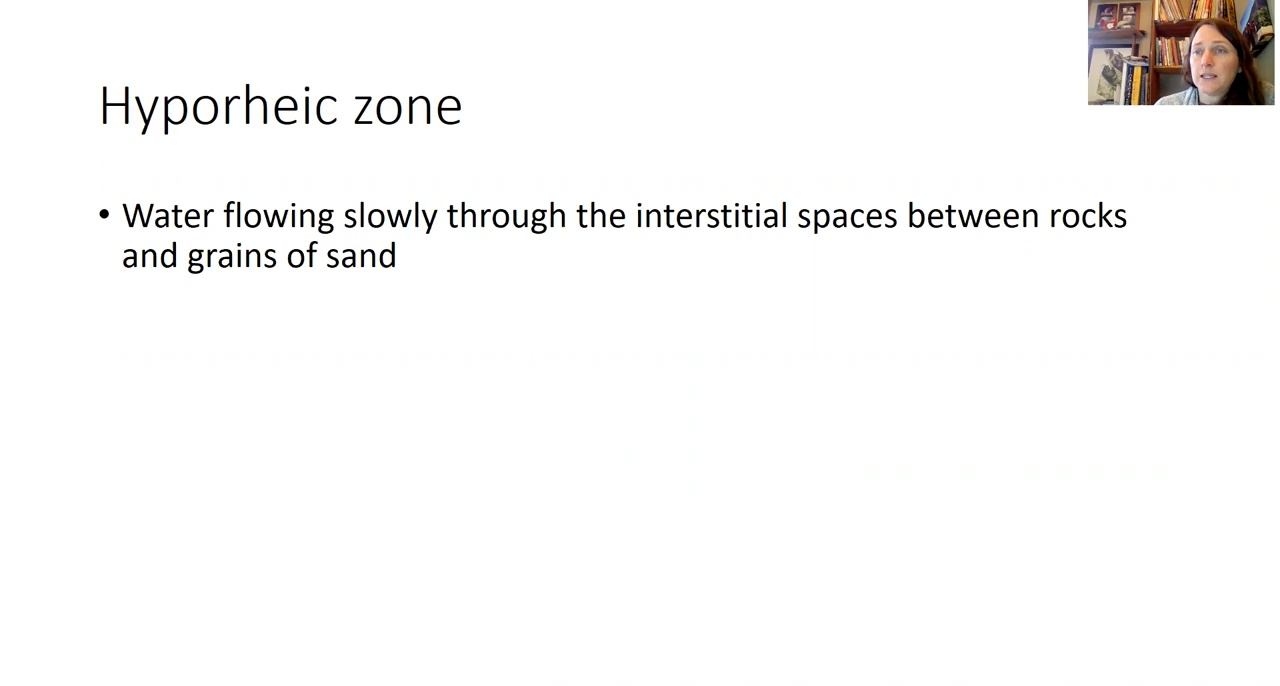 Hyporheic zone
• Water flowing slowly through the interstitial spaces between rocks
and grains of sand